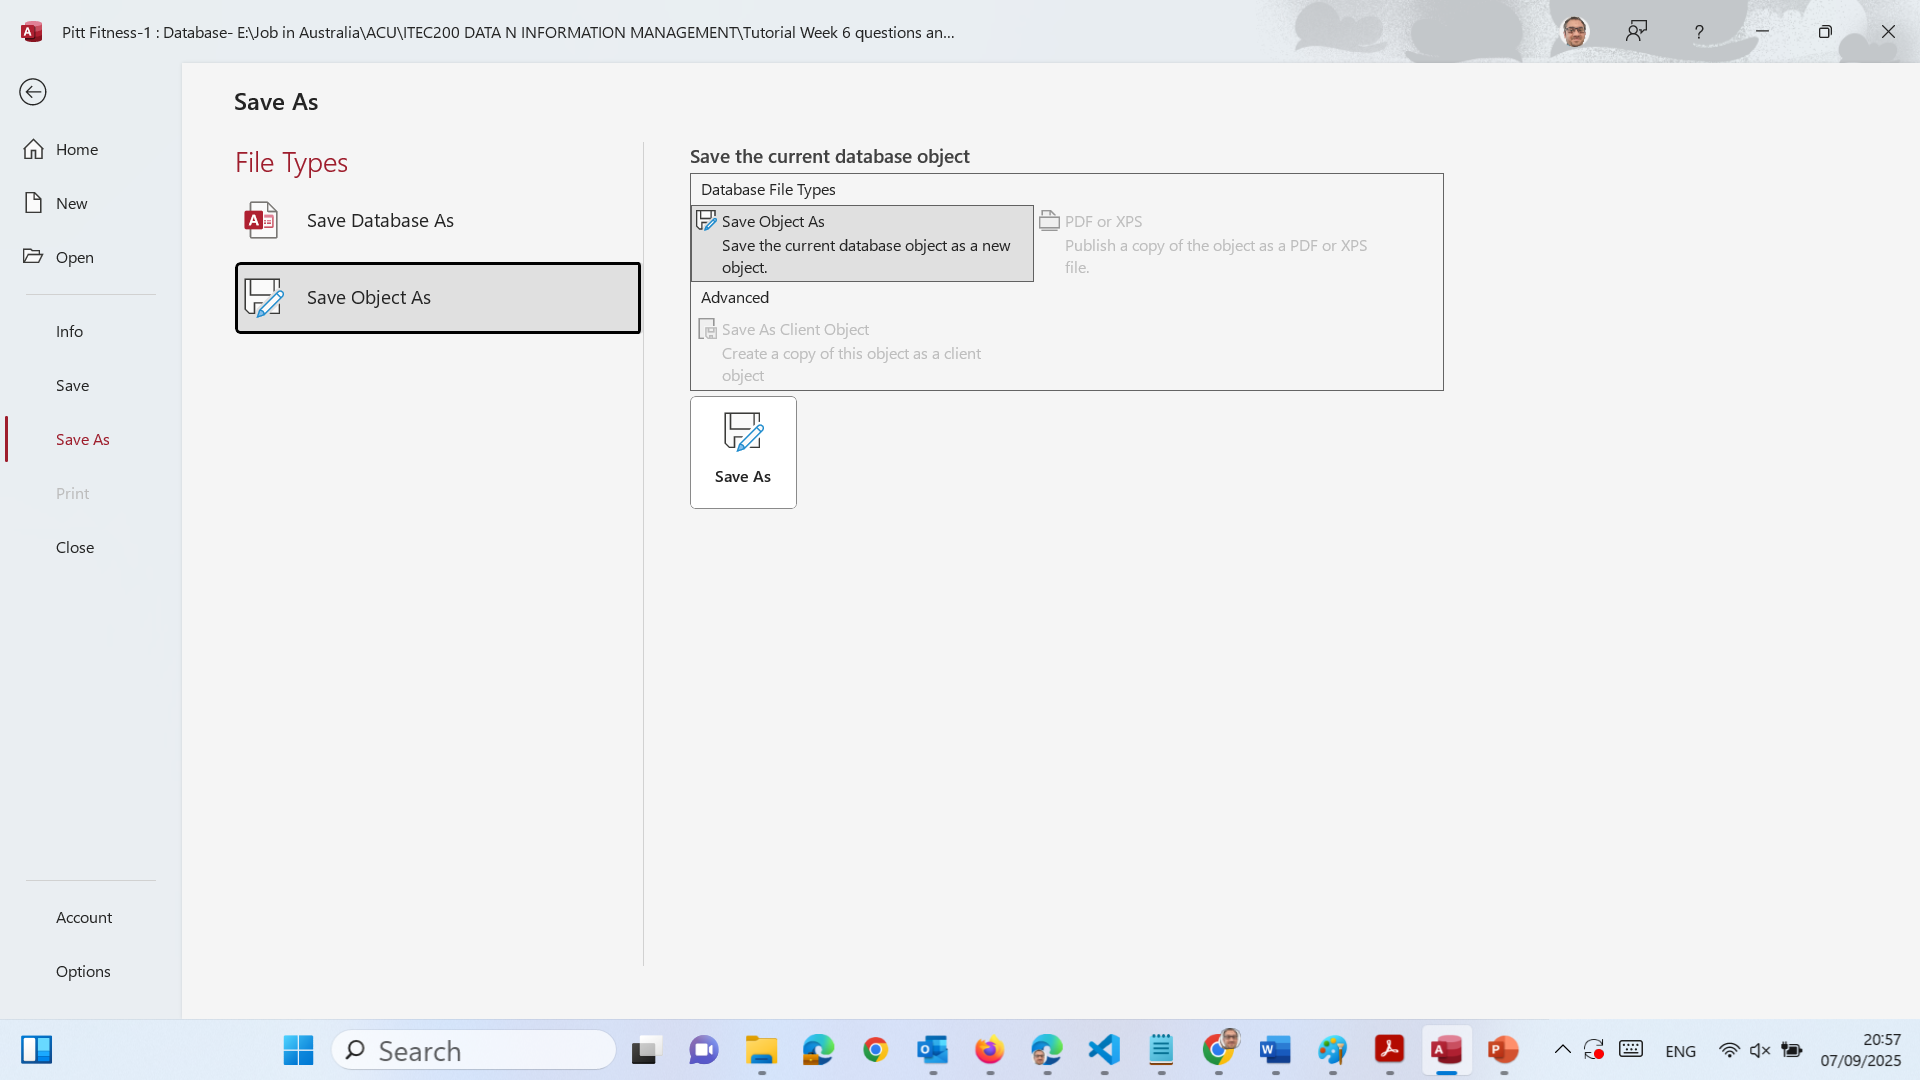 Pitt Fitness-1 : Database- E:\Job in Australia\ACU\ITEC200 DATA N INFORMATION MANAGEMENT\Tutorial Week 6 questions an...
?
Save As
Home
New
Open
Info
Save
Save As
Print
Close
Account
Options
File Types
Save Database As
Save Object As
Save the current database object
Database File Types
Save Object As
Save the current database object as a new
object.
PDF or XPS
Publish a copy of the object as a PDF or XPS
file.
Advanced
Save As Client Object
Create a copy of this object as a client
object
Save As
Search
ENG
20:57
07/09/2025